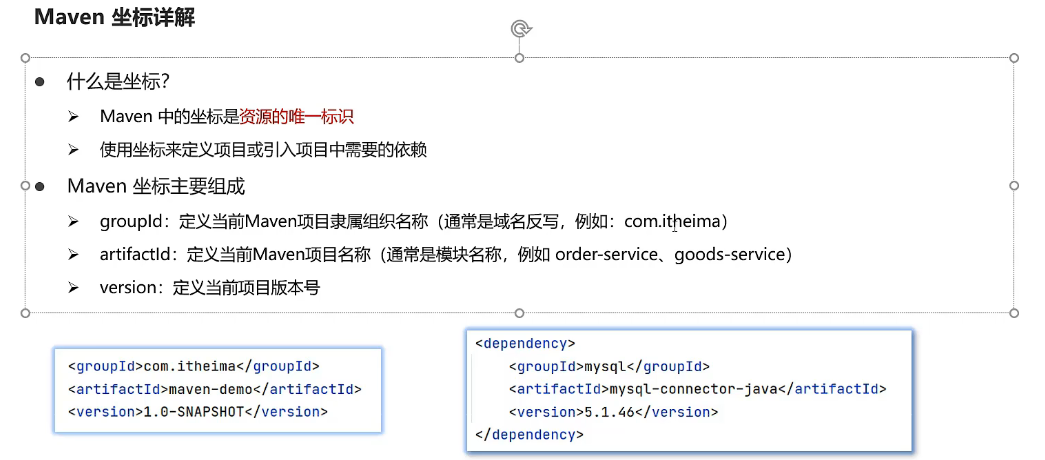 Maven 坐标详解
什么是坐标?
Maven 中的坐标是资源的唯一标识
使用坐标来定义项目或引入项目中需要的依赖
Maven 坐标主要组成
groupId：定义当前Maven项目隶属组织名称（通常是域名反写，例如：com.itheima）
artifactId：定义当前Maven项目名称（通常是模块名称，例如 order-service、goods-service）
version：定义当前项目版本号
<groupId>com.itheima</groupId>
<artifactId>maven-demo</artifactId>
<version>1.0-SNAPSHOT</version>
<dependency>
<groupId>mysql</groupId>
<artifactId>mysql-connector-java</artifactId>
<version>5.1.46</version>
</dependency>